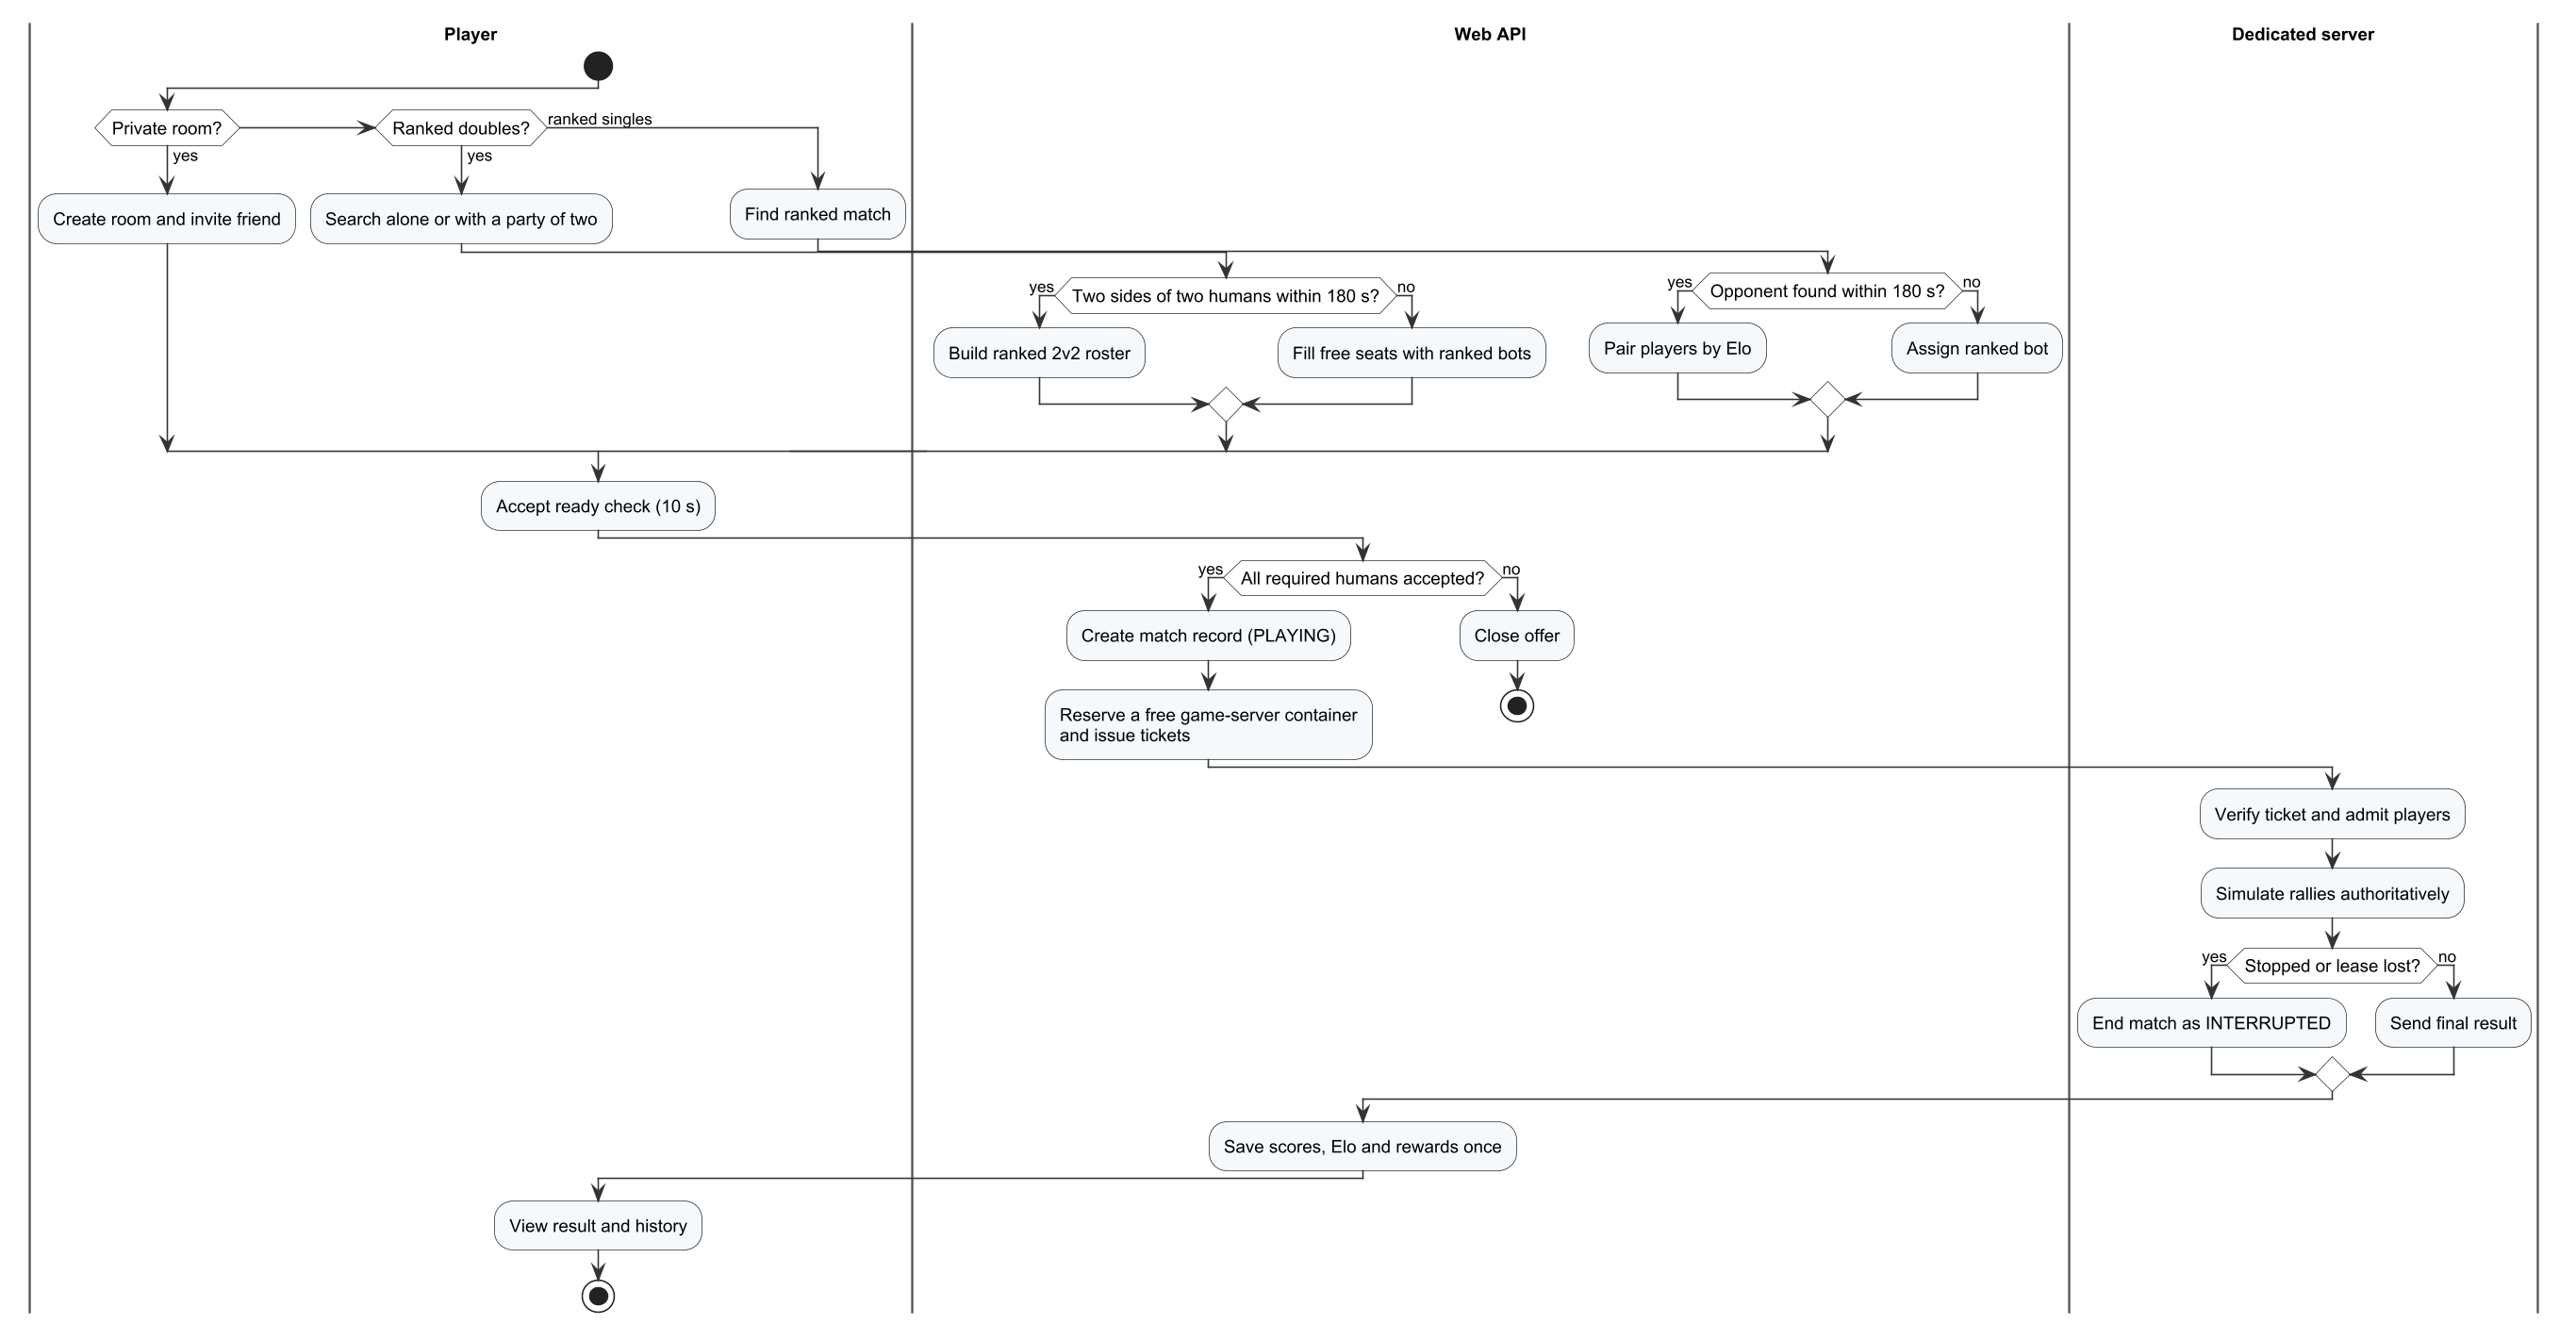 Player
Web API
Dedicated server
Private room?
Ranked doubles?
ranked singles
yes
yes
Create room and invite friend
Search alone or with a party of two
Find ranked match
yes
Two sides of two humans within 180 s?
no
yes
Opponent found within 180 s?
no
Build ranked 2v2 roster
Fill free seats with ranked bots
Pair players by Elo
Assign ranked bot
Accept ready check (10 s)
yes
All required humans accepted?
no
Create match record (PLAYING)
Close offer
Reserve a free game-server container
and issue tickets
Verify ticket and admit players
Simulate rallies authoritatively
yes
Stopped or lease lost?
no
End match as INTERRUPTED
Send final result
Save scores, Elo and rewards once
View result and history